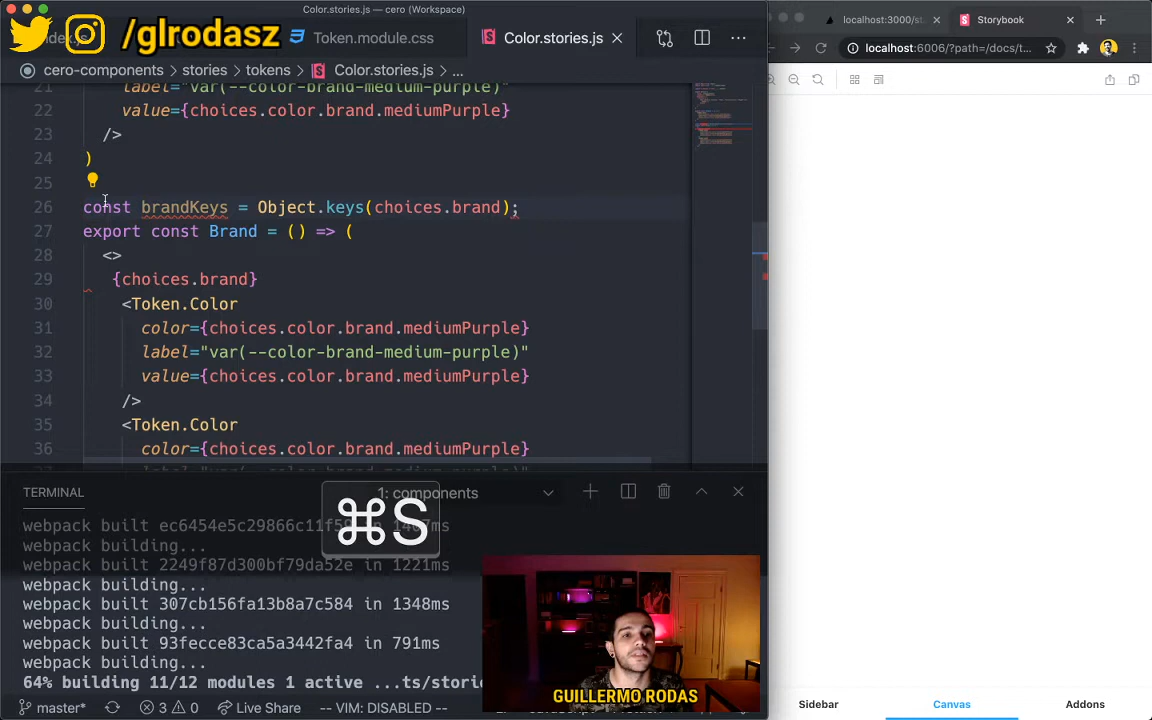 Color.stories.js — cero (Workspace)
/glrodasz
Token.module.css
Color.stories.js
cero-components > stories > tokens > Color.stories.js > ...
21 label="var(--color-brand-medium-purple)"
22 value={choices.color.brand.mediumPurple}
23 />
24 )
25
26 const brandKeys = Object.keys(choices.brand);
27 export const Brand = () => (
28 <>
29 {choices.brand}
30 <Token.Color
31 color={choices.color.brand.mediumPurple}
32 label="var(--color-brand-medium-purple)"
33 value={choices.color.brand.mediumPurple}
34 />
35 <Token.Color
36 color={choices.color.brand.mediumPurple}
TERMINAL
1: components
webpack built in
webpack building...
webpack built 2249f87d300bf79da52e in 1221ms
webpack building...
webpack built 307cb156fa13b8a7c584 in 1348ms
webpack building...
webpack built 93fecce83ca5a3442fa4 in 791ms
webpack building...
64% building 11/12 modules 1 active ...ts/storie
⌘S
GUILLERMO RODAS
master*
3 0
Live Share
-- VIM: DISABLED --
localhost:3000/st
Storybook
localhost:6006/?path=/docs/t...
Sidebar
Canvas
Addons